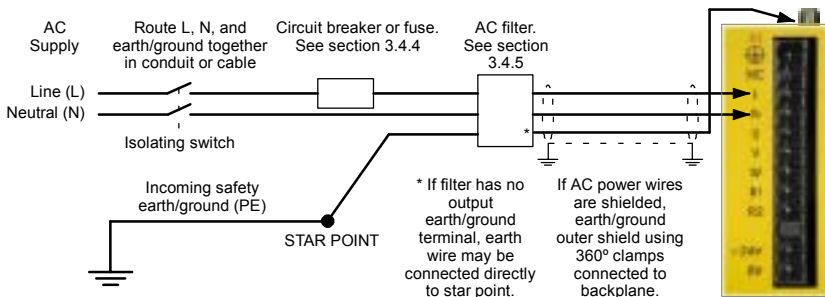 AC
Supply
Route L, N, and
earth/ground together
in conduit or cable
Circuit breaker or fuse.
See section 3.4.4
AC filter.
See section
3.4.5
Line (L)
Neutral (N)
Isolating switch
*
Incoming safety
earth/ground (PE)
STAR POINT
* If filter has no
output
earth/ground
terminal, earth
wire may be
connected directly
to star point.
If AC power wires
are shielded,
earth/ground
outer shield using
360º clamps
connected to
backplane.
NC
U
V
W
R1
R2